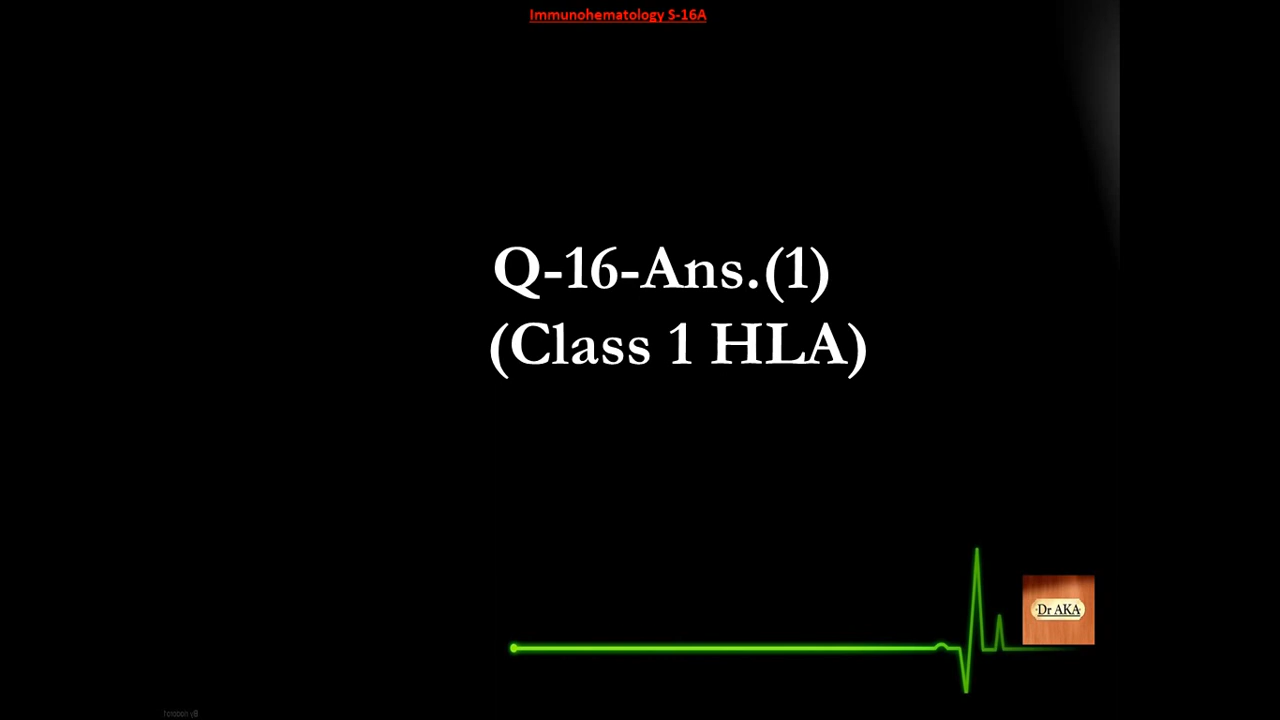 Immunohematology S-16A
Q-16-Ans.(1)
(Class 1 HLA)
Dr AKA